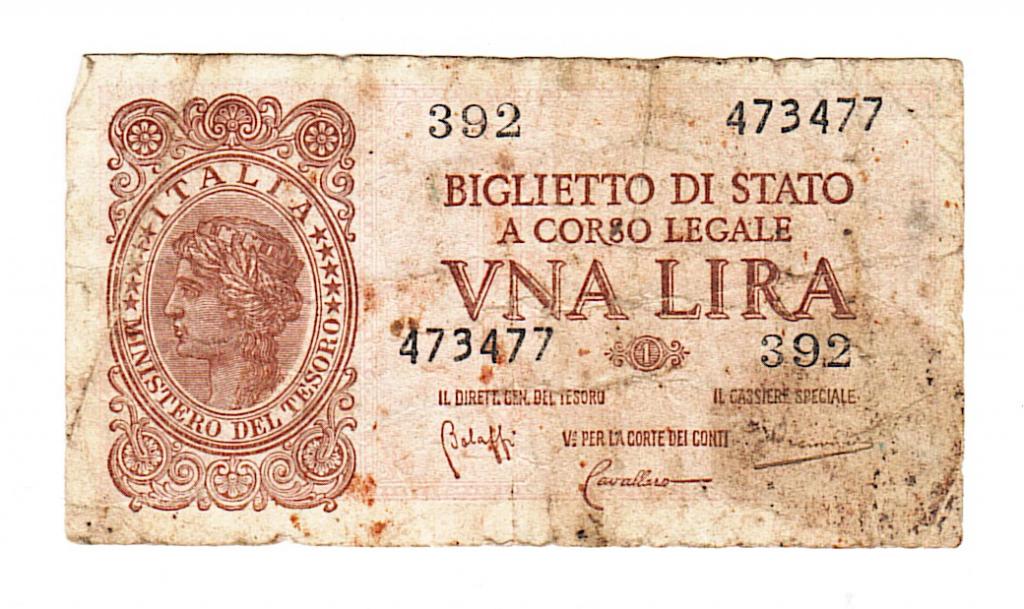 ITALIA
MINISTERO DEL TESORO
392 473477
BIGLIETTO DI STATO
A CORSO LEGALE
VNA LIRA
473477 1 392
IL DIRETT. GEN. DEL TESORO IL CASSIERE SPECIALE
Bolaffi Vº PER LA CORTE DEI CONTI
Cavallaro